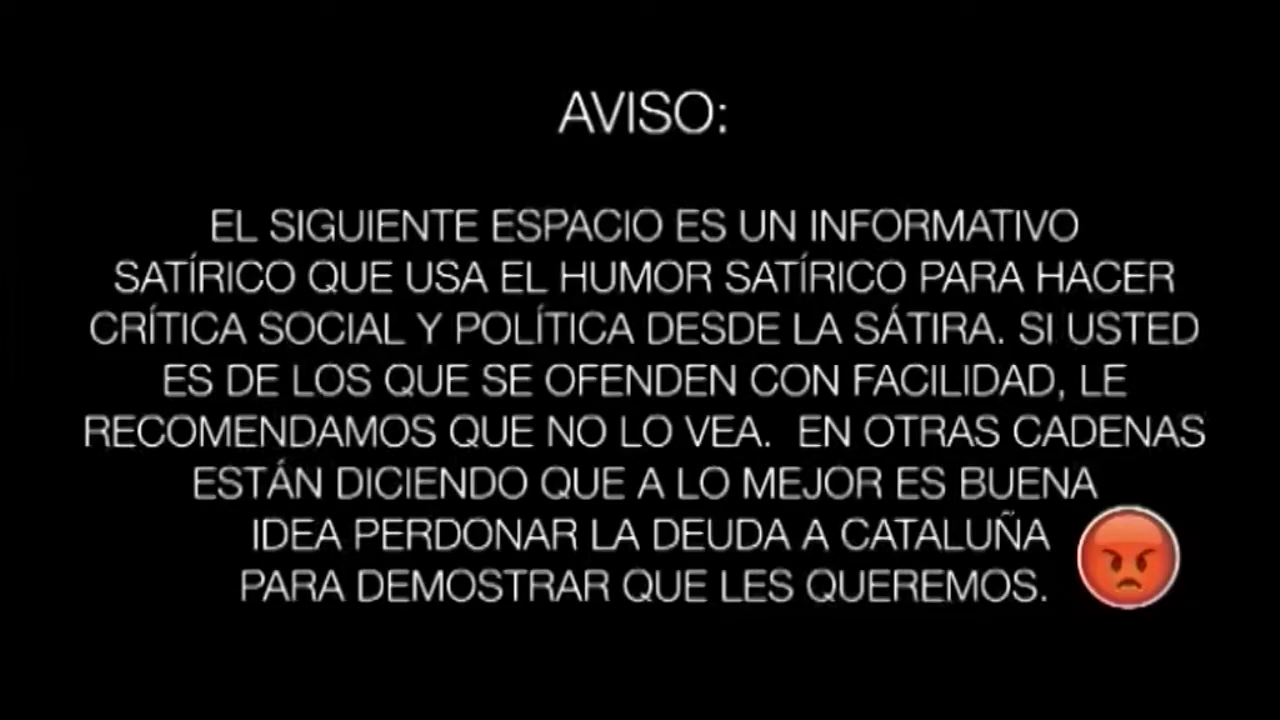 AVISO:
EL SIGUIENTE ESPACIO ES UN INFORMATIVO
SATÍRICO QUE USA EL HUMOR SATÍRICO PARA HACER
CRÍTICA SOCIAL Y POLÍTICA DESDE LA SÁTIRA. SI USTED
ES DE LOS QUE SE OFENDEN CON FACILIDAD, LE
RECOMENDAMOS QUE NO LO VEA. EN OTRAS CADENAS
ESTÁN DICIENDO QUE A LO MEJOR ES BUENA
IDEA PERDONAR LA DEUDA A CATALUÑA
PARA DEMOSTRAR QUE LES QUEREMOS.